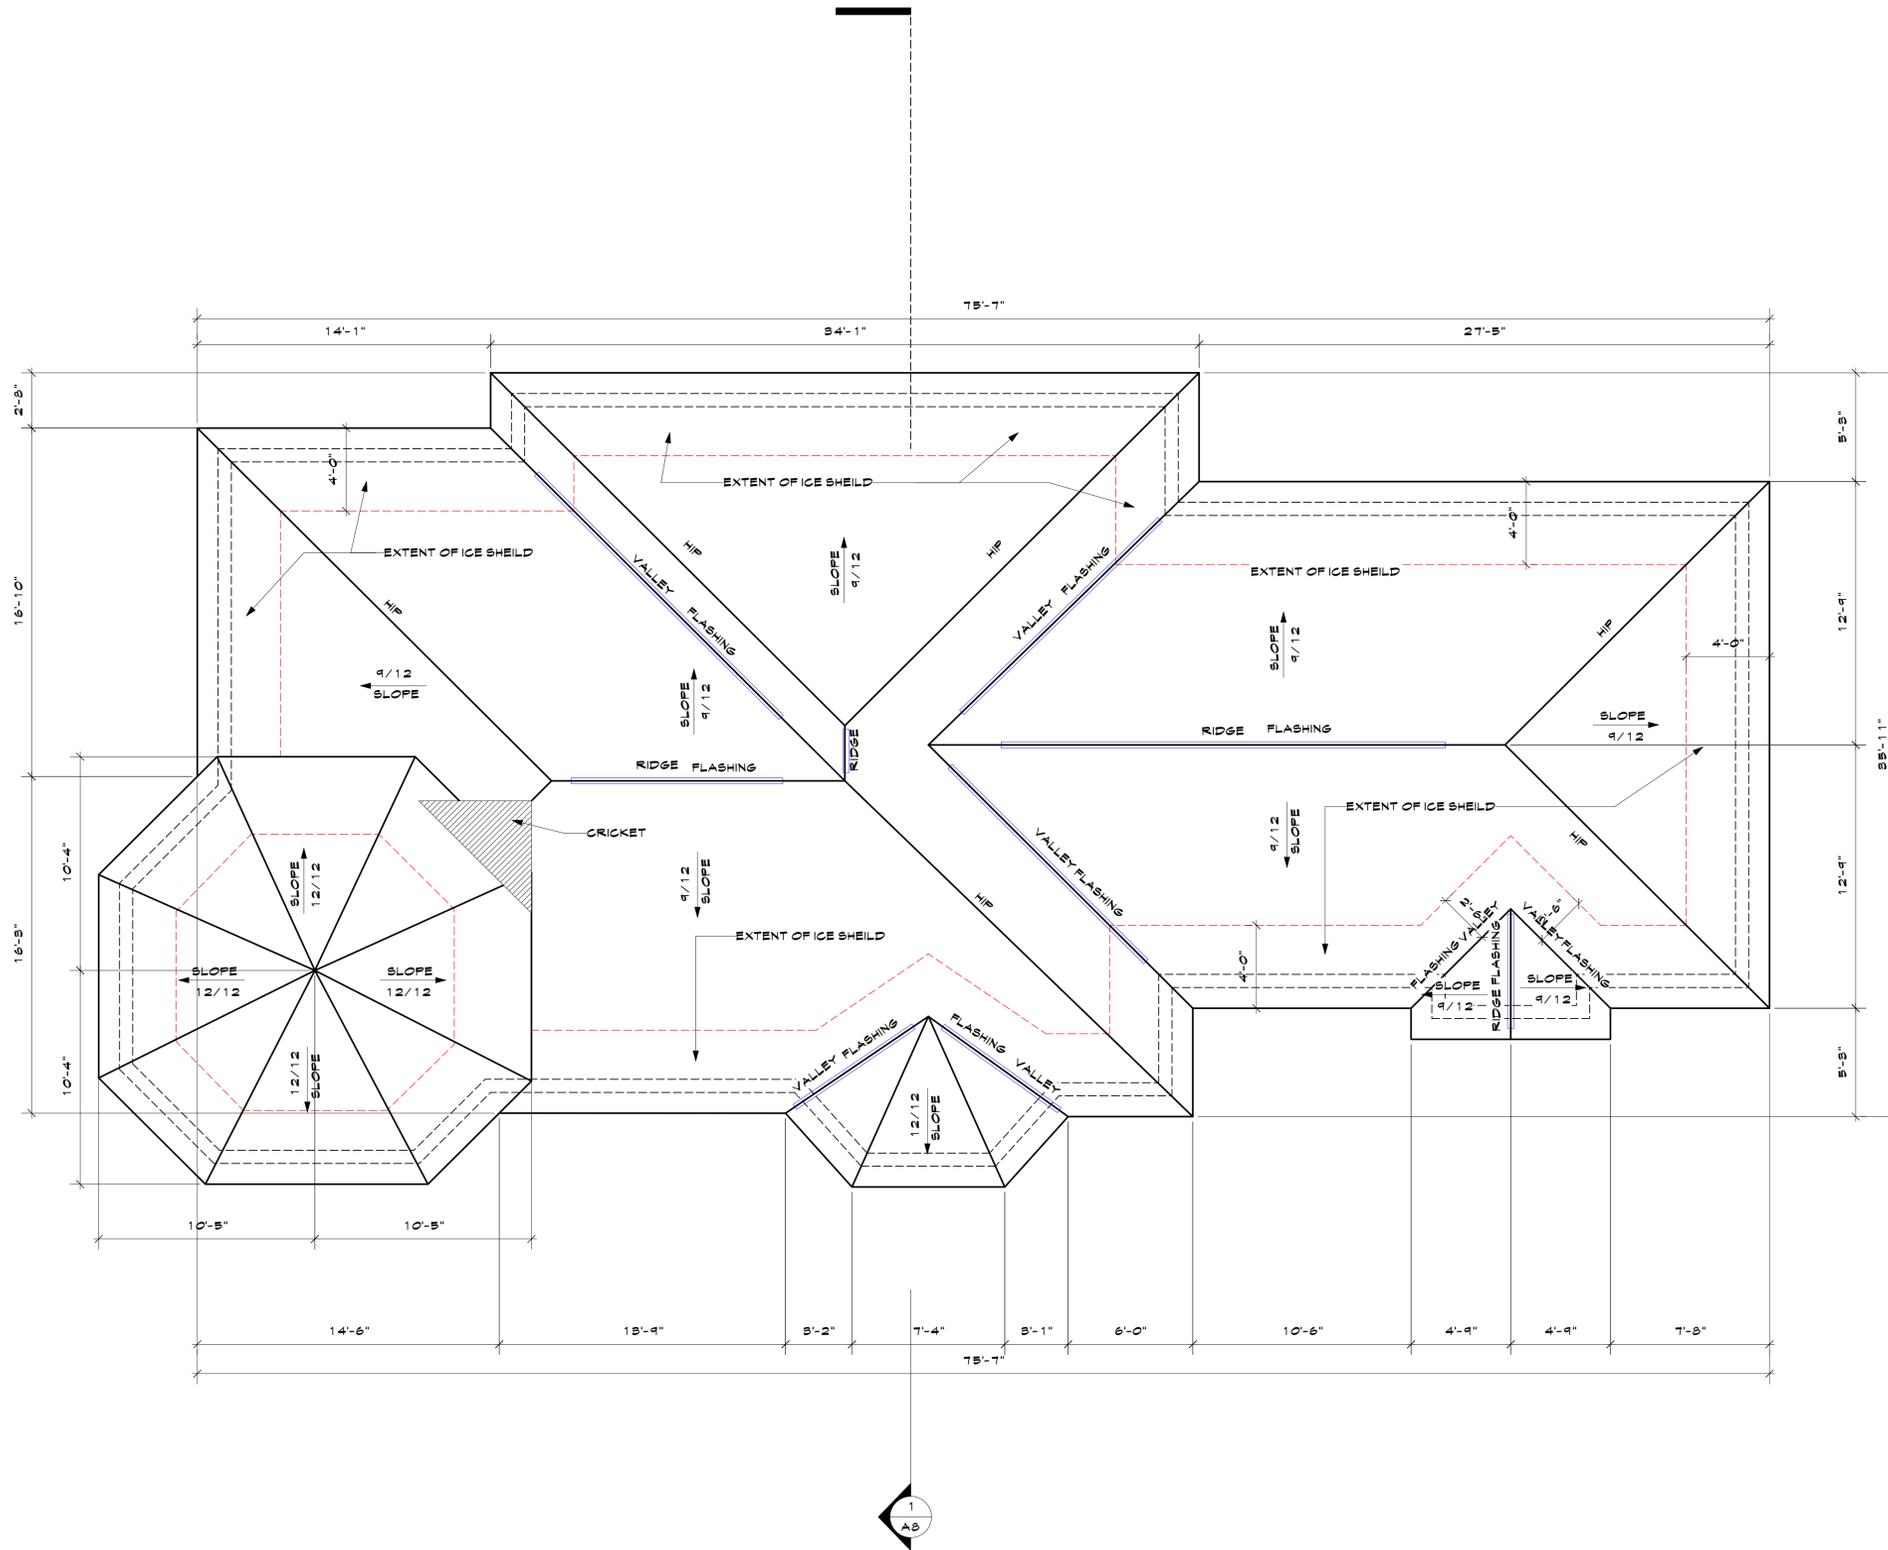 75'-7"
14'-1"
34'-1"
27'-5"
2'-8"
5'-3"
4'-0"
EXTENT OF ICE SHEILD
4'-0"
HIP
HIP
EXTENT OF ICE SHEILD
VALLEY FLASHING
SLOPE
9/12
VALLEY FLASHING
EXTENT OF ICE SHEILD
16'-10"
HIP
12'-9"
HIP
SLOPE
9/12
4'-0"
9/12
SLOPE
SLOPE
9/12
SLOPE
9/12
RIDGE FLASHING
RIDGE
RIDGE FLASHING
35'-11"
EXTENT OF ICE SHEILD
CRICKET
9/12
SLOPE
HIP
10'-4"
SLOPE
12/12
9/12
SLOPE
HIP
VALLEY FLASHING
12'-9"
16'-3"
EXTENT OF ICE SHEILD
2'-6"
FLASHING VALLEY
VALLEY FLASHING
4'-0"
SLOPE
12/12
SLOPE
12/12
SLOPE
9/12
RIDGE FLASHING
SLOPE
9/12
10'-4"
12/12
SLOPE
VALLEY FLASHING
FLASHING VALLEY
5'-3"
12/12
SLOPE
10'-5"
10'-5"
14'-6"
13'-9"
3'-2"
7'-4"
3'-1"
6'-0"
10'-6"
4'-9"
4'-9"
7'-8"
75'-7"
1
A8